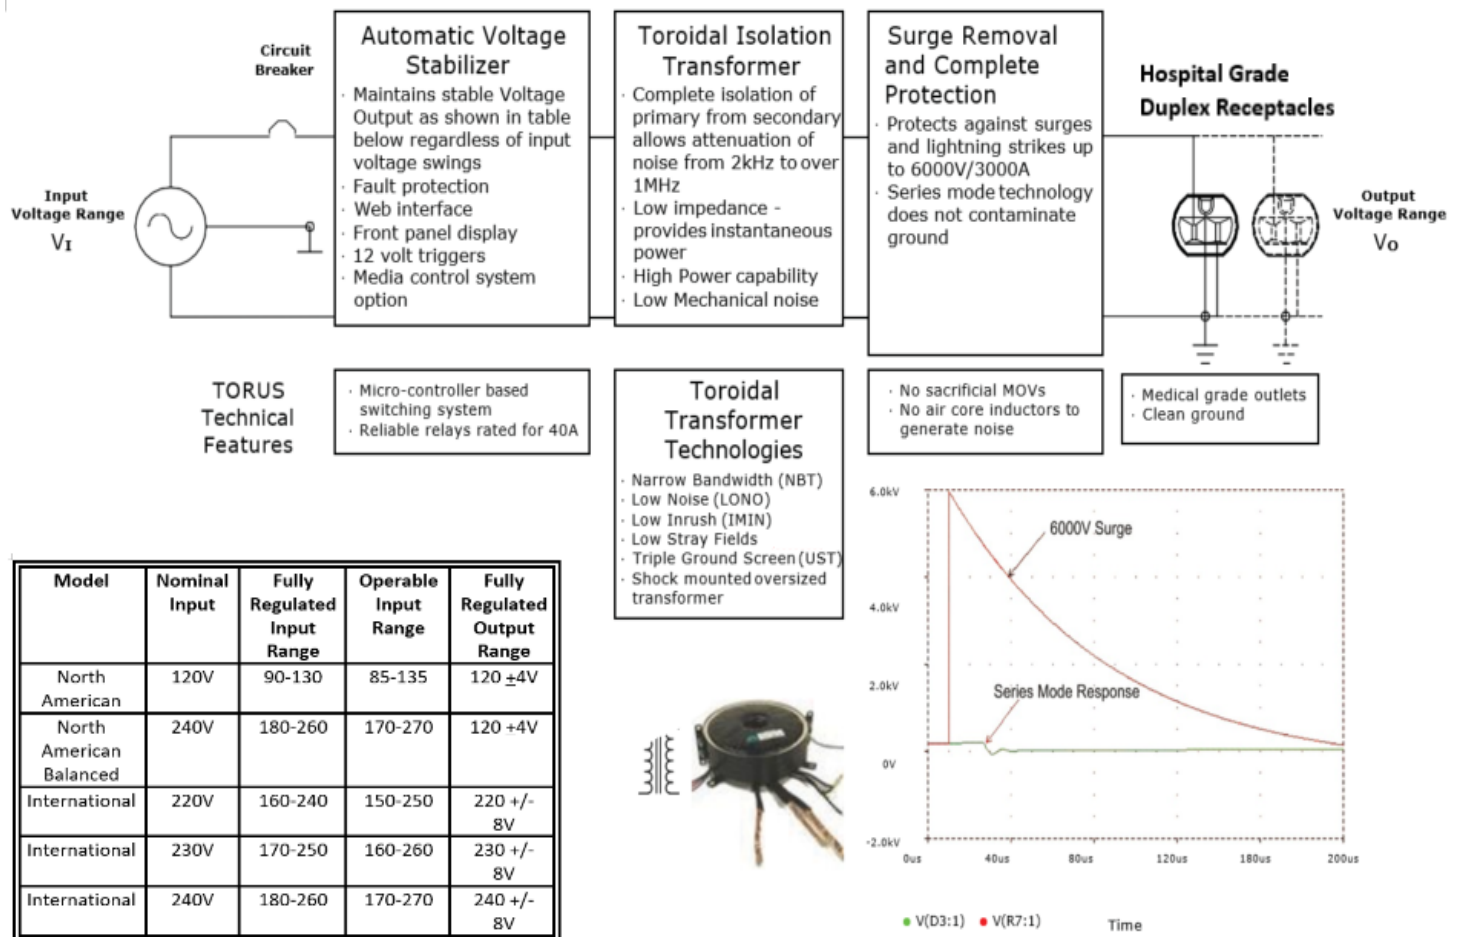 Circuit
Breaker
Input
Voltage Range
VI
Automatic Voltage
Stabilizer
· Maintains stable Voltage
Output as shown in table
below regardless of input
voltage swings
· Fault protection
· Web interface
· Front panel display
· 12 volt triggers
· Media control system
option
Toroidal Isolation
Transformer
· Complete isolation of
primary from secondary
allows attenuation of
noise from 2kHz to over
1MHz
· Low impedance -
provides instantaneous
power
· High Power capability
· Low Mechanical noise
Surge Removal
and Complete
Protection
· Protects against surges
and lightning strikes up
to 6000V/3000A
· Series mode technology
does not contaminate
ground
Hospital Grade
Duplex Receptacles
Output
Voltage Range
Vo
TORUS
Technical
Features
· Micro-controller based
switching system
· Reliable relays rated for 40A
Toroidal
Transformer
Technologies
· Narrow Bandwidth (NBT)
· Low Noise (LONO)
· Low Inrush (IMIN)
· Low Stray Fields
· Triple Ground Screen (UST)
· Shock mounted oversized
transformer
· No sacrificial MOVs
· No air core inductors to
generate noise
· Medical grade outlets
· Clean ground
Model Nominal Input Fully Regulated Input Range Operable Input Range Fully Regulated Output Range
North American 120V 90-130 85-135 120 ±4V
North American Balanced 240V 180-260 170-270 120 ±4V
International 220V 160-240 150-250 220 +/- 8V
International 230V 170-250 160-260 230 +/- 8V
International 240V 180-260 170-270 240 +/- 8V
6.0kV
6000V Surge
4.0kV
2.0kV
Series Mode Response
0V
-2.0kV
0us 40us 80us 120us 180us 200us
V(D3:1) V(R7:1) Time